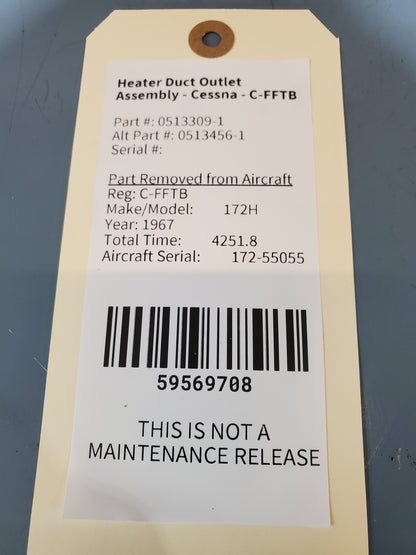 Heater Duct Outlet
Assembly - Cessna - C-FFTB
Part #: 0513309-1
Alt Part #: 0513456-1
Serial #:
Part Removed from Aircraft
Reg: C-FFTB
Make/Model: 172H
Year: 1967
Total Time: 4251.8
Aircraft Serial: 172-55055
59569708
THIS IS NOT A
MAINTENANCE RELEASE